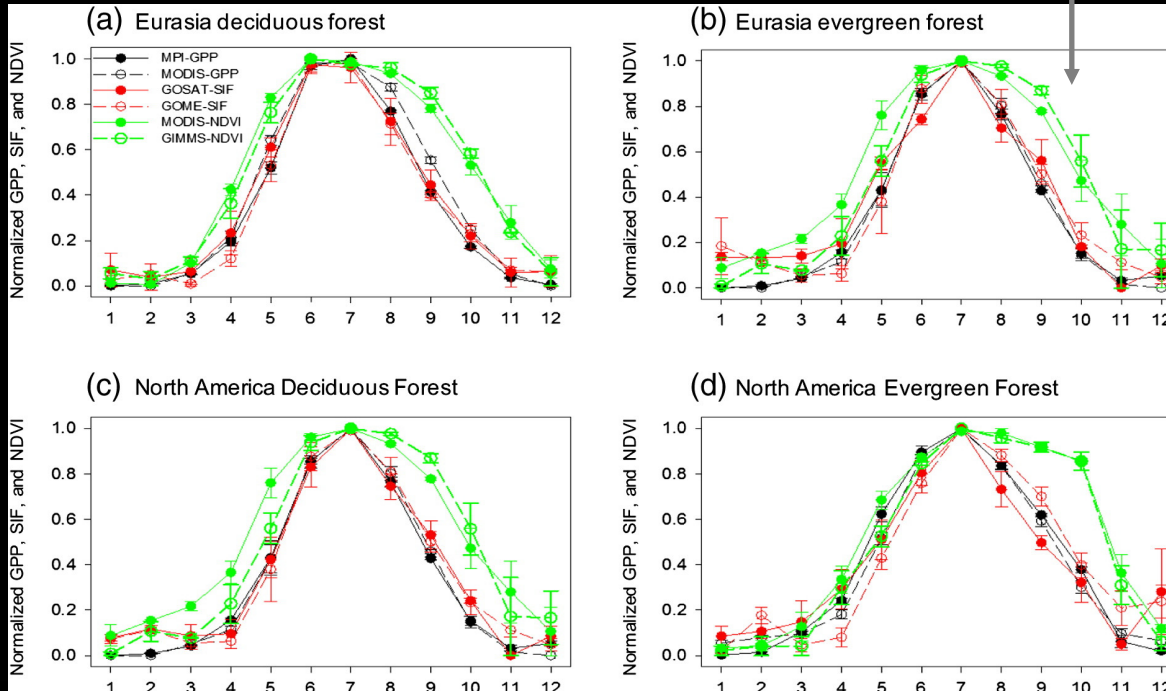 (a) Eurasia deciduous forest
Normalized GPP, SIF, and NDVI
1.0
0.8
0.6
0.4
0.2
0.0
MPI-GPP
MODIS-GPP
GOSAT-SIF
GOME-SIF
MODIS-NDVI
GIMMS-NDVI
1 2 3 4 5 6 7 8 9 10 11 12
(b) Eurasia evergreen forest
Normalized GPP, SIF, and NDVI
1.0
0.8
0.6
0.4
0.2
0.0
1 2 3 4 5 6 7 8 9 10 11 12
(c) North America Deciduous Forest
Normalized GPP, SIF, and NDVI
1.0
0.8
0.6
0.4
0.2
0.0
1 2 3 4 5 6 7 8 9 10 11 12
(d) North America Evergreen Forest
Normalized GPP, SIF, and NDVI
1.0
0.8
0.6
0.4
0.2
0.0
1 2 3 4 5 6 7 8 9 10 11 12